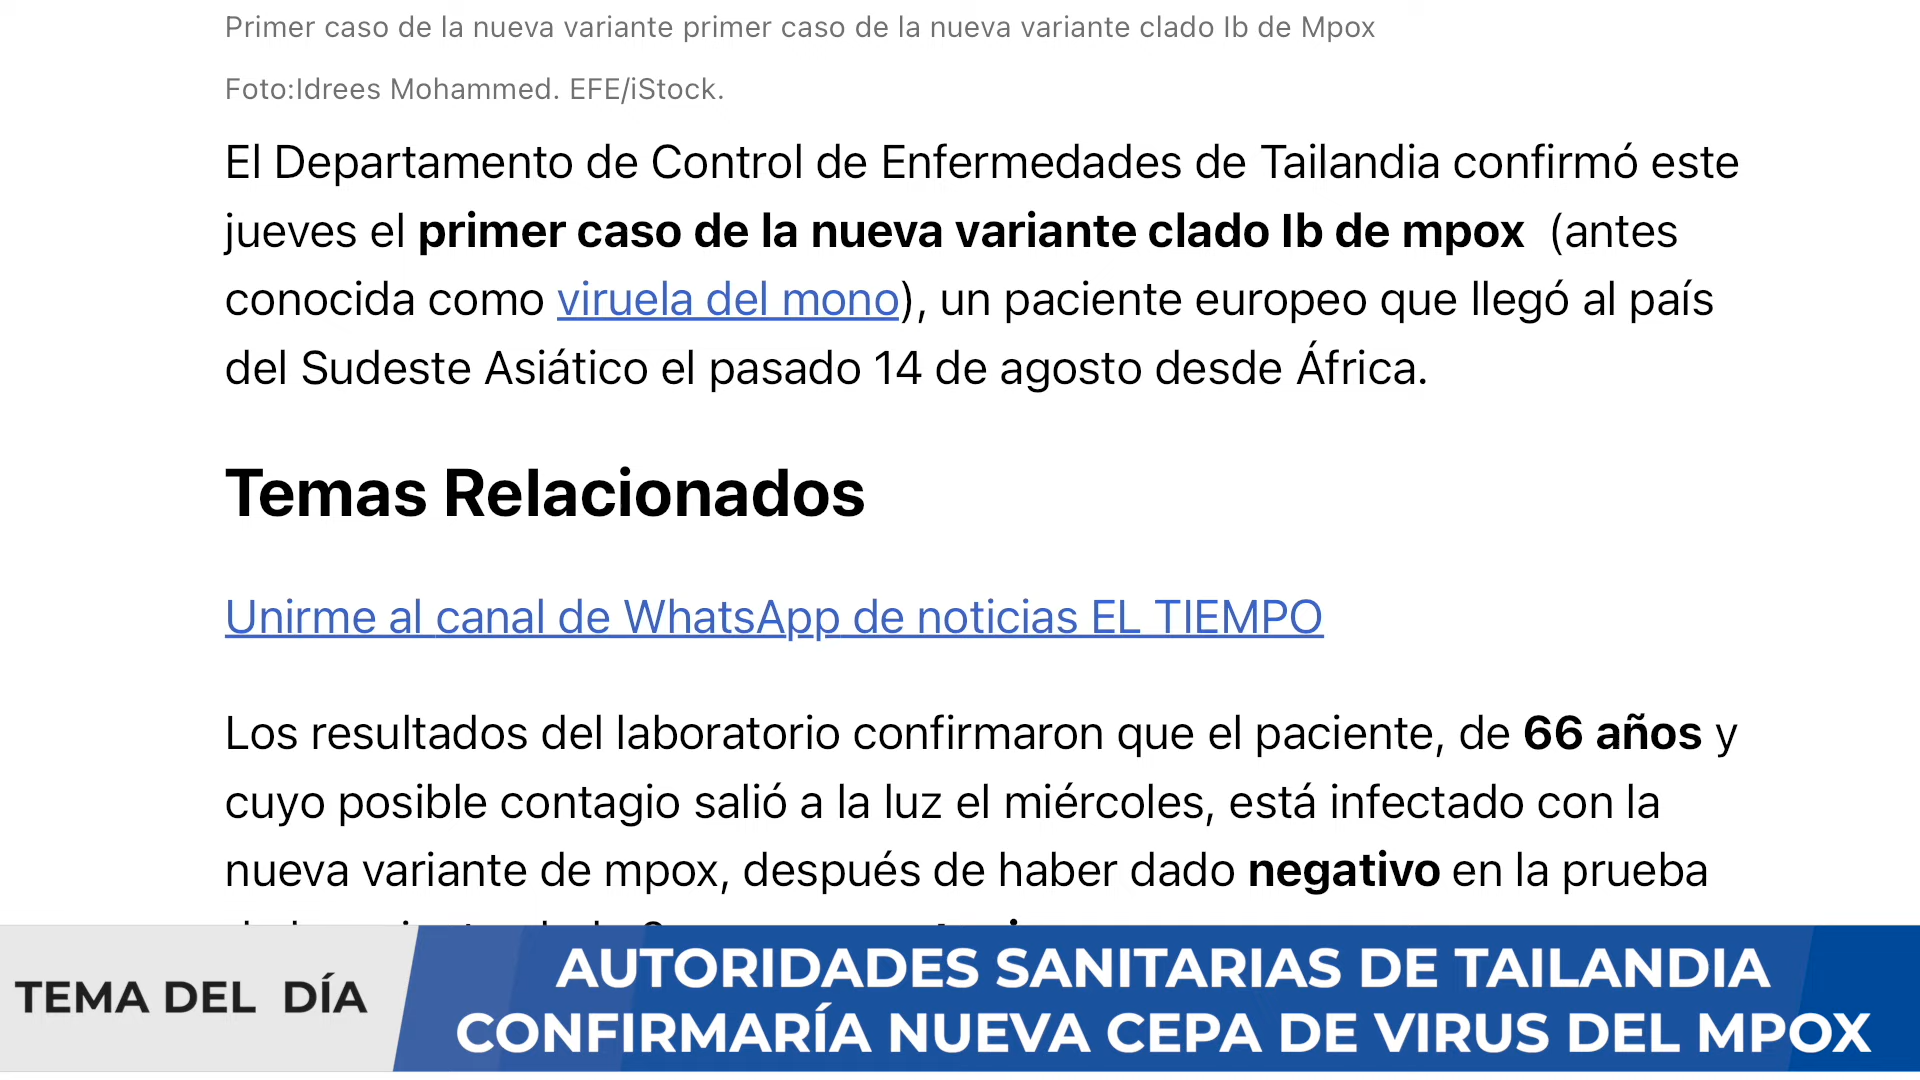 Primer caso de la nueva variante primer caso de la nueva variante clado Ib de Mpox
Foto:Idrees Mohammed. EFE/iStock.
El Departamento de Control de Enfermedades de Tailandia confirmó este
jueves el primer caso de la nueva variante clado Ib de mpox (antes
conocida como viruela del mono), un paciente europeo que llegó al país
del Sudeste Asiático el pasado 14 de agosto desde África.
Temas Relacionados
Unirme al canal de WhatsApp de noticias EL TIEMPO
Los resultados del laboratorio confirmaron que el paciente, de 66 años y
cuyo posible contagio salió a la luz el miércoles, está infectado con la
nueva variante de mpox, después de haber dado negativo en la prueba
TEMA DEL DÍA
AUTORIDADES SANITARIAS DE TAILANDIA
CONFIRMARÍA NUEVA CEPA DE VIRUS DEL MPOX